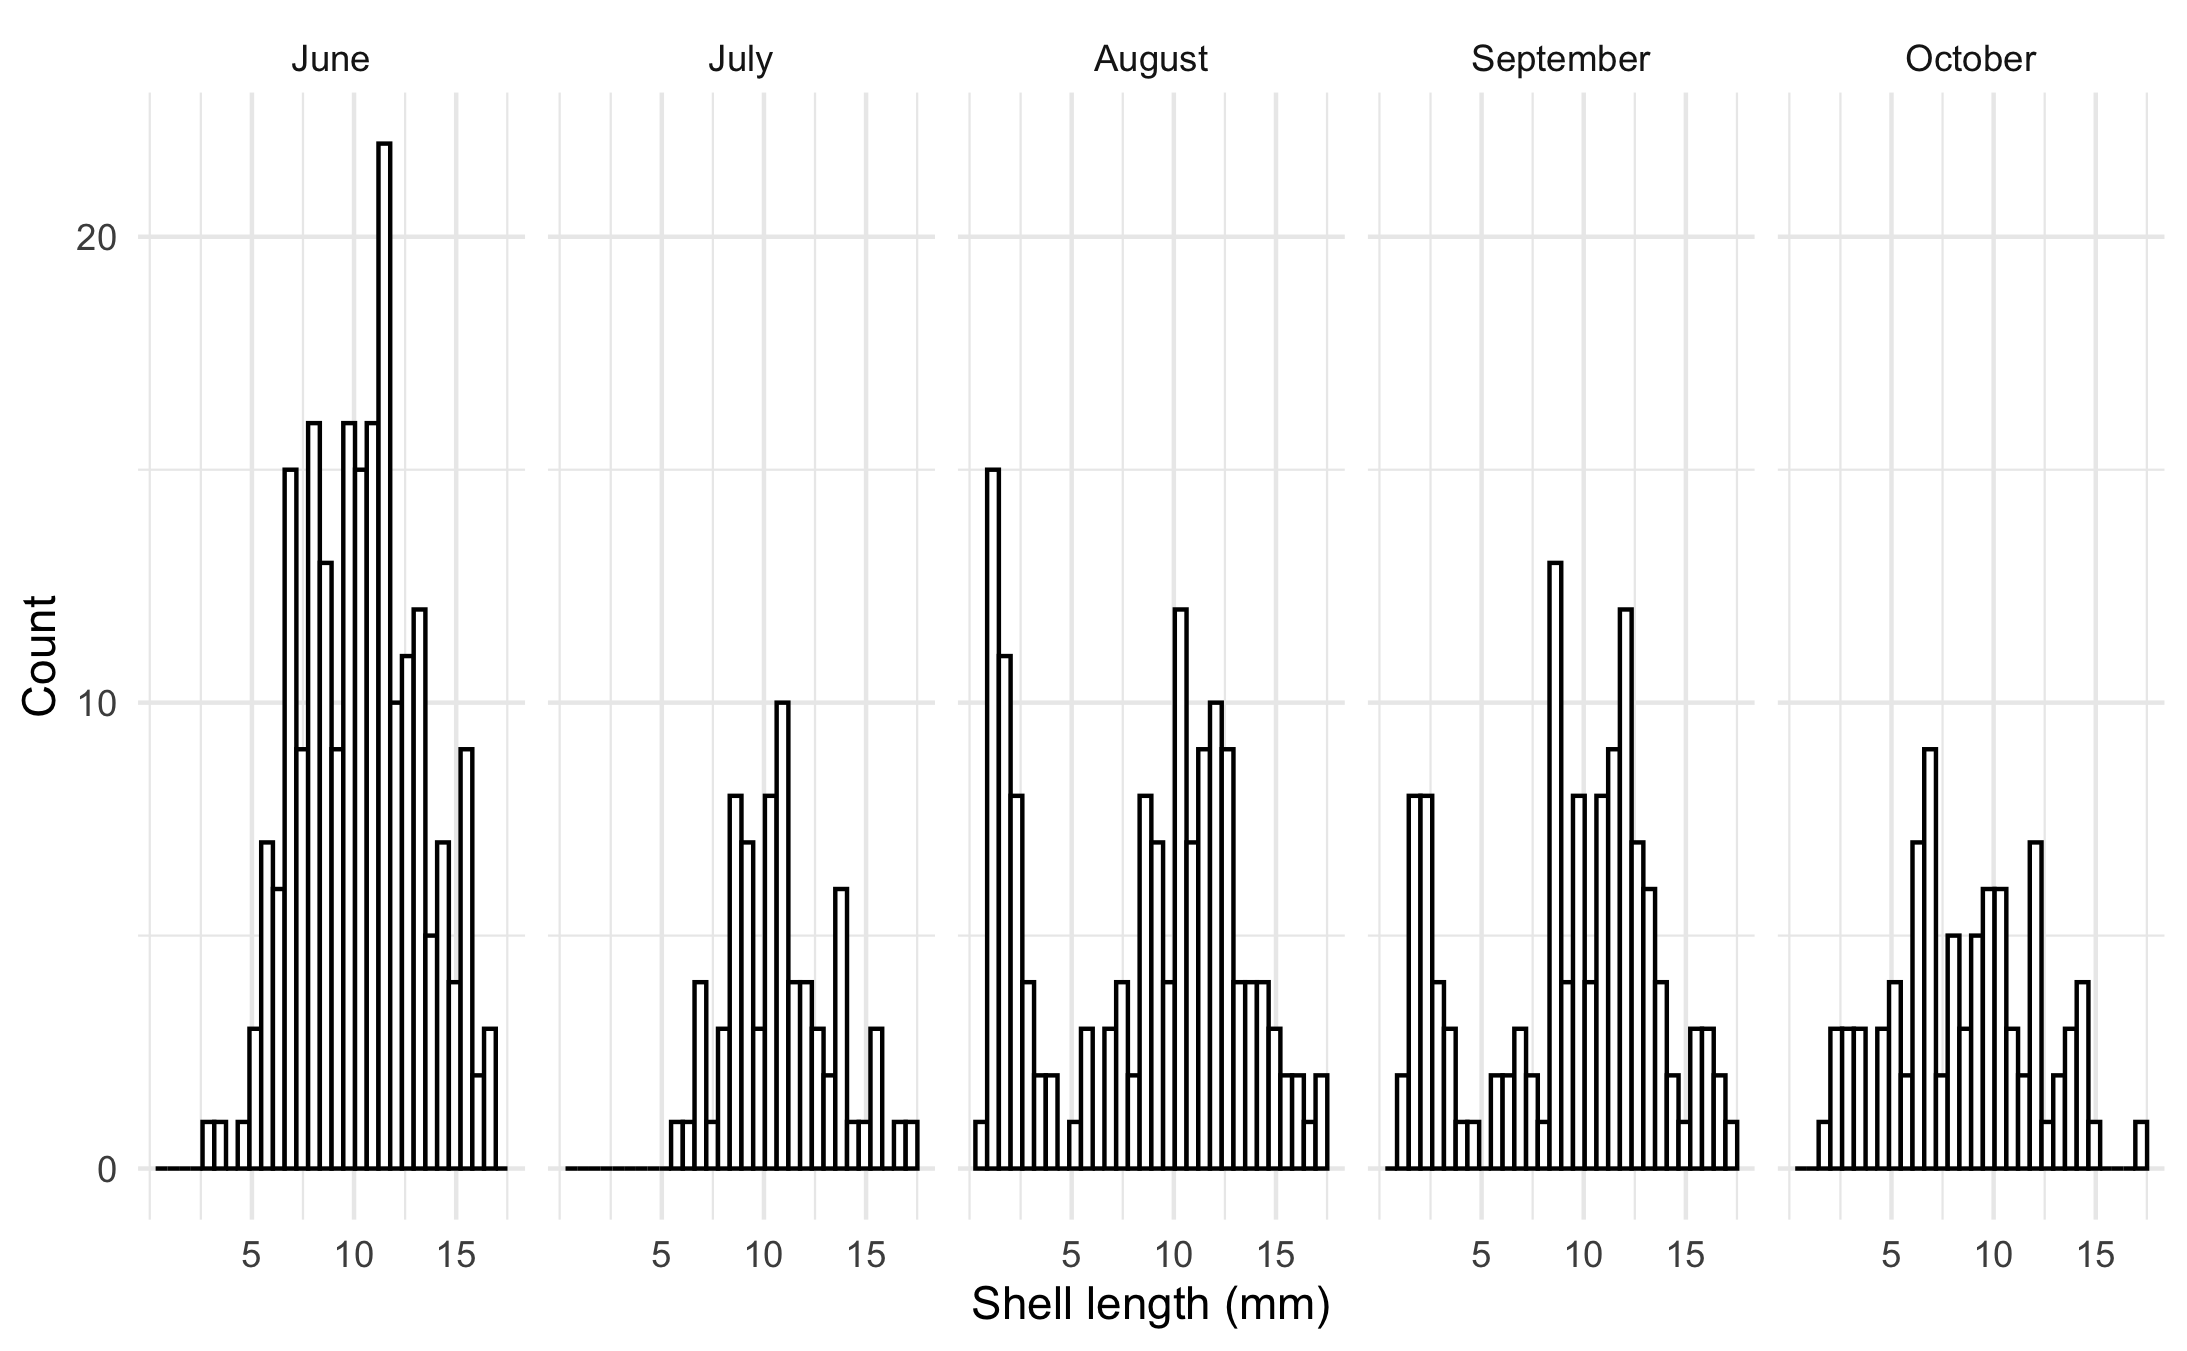 June July August September October
20
10
0
Count
5 10 15 5 10 15 5 10 15 5 10 15 5 10 15
Shell length (mm)